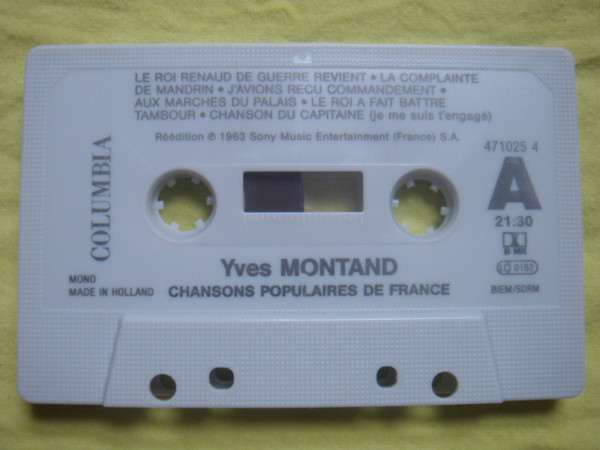 LE ROI RENAUD DE GUERRE REVIENT • LA COMPLAINTE
DE MANDRIN • J'AVIONS RECU COMMANDEMENT •
AUX MARCHES DU PALAIS • LE ROI A FAIT BATTRE
TAMBOUR • CHANSON DU CAPITAINE (je me suis t'engagé)
Réédition ℗ 1963 Sony Music Entertainment (France) S.A.
471025 4
A
21:30
COLUMBIA
MONO
MADE IN HOLLAND
Yves MONTAND
CHANSONS POPULAIRES DE FRANCE
BIEM/SDRM